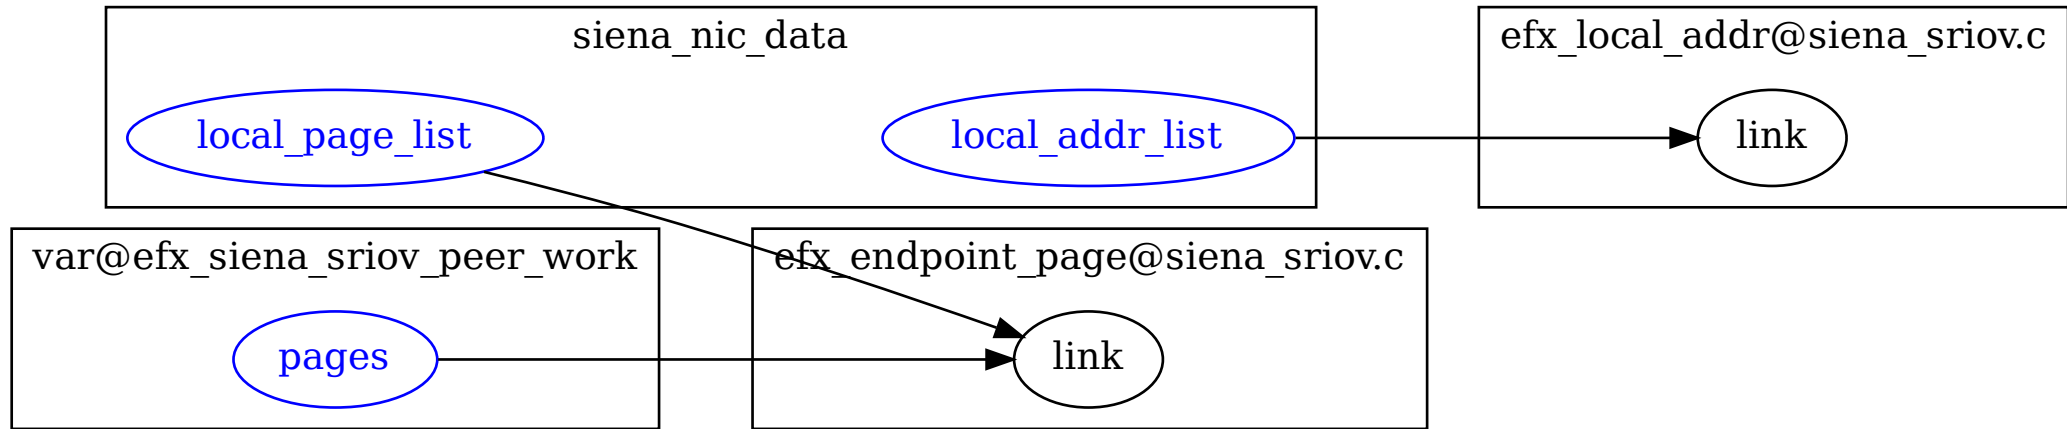 siena_nic_data
local_page_list
local_addr_list
efx_local_addr@siena_sriov.c
link
var@efx_siena_sriov_peer_work
pages
efx_endpoint_page@siena_sriov.c
link